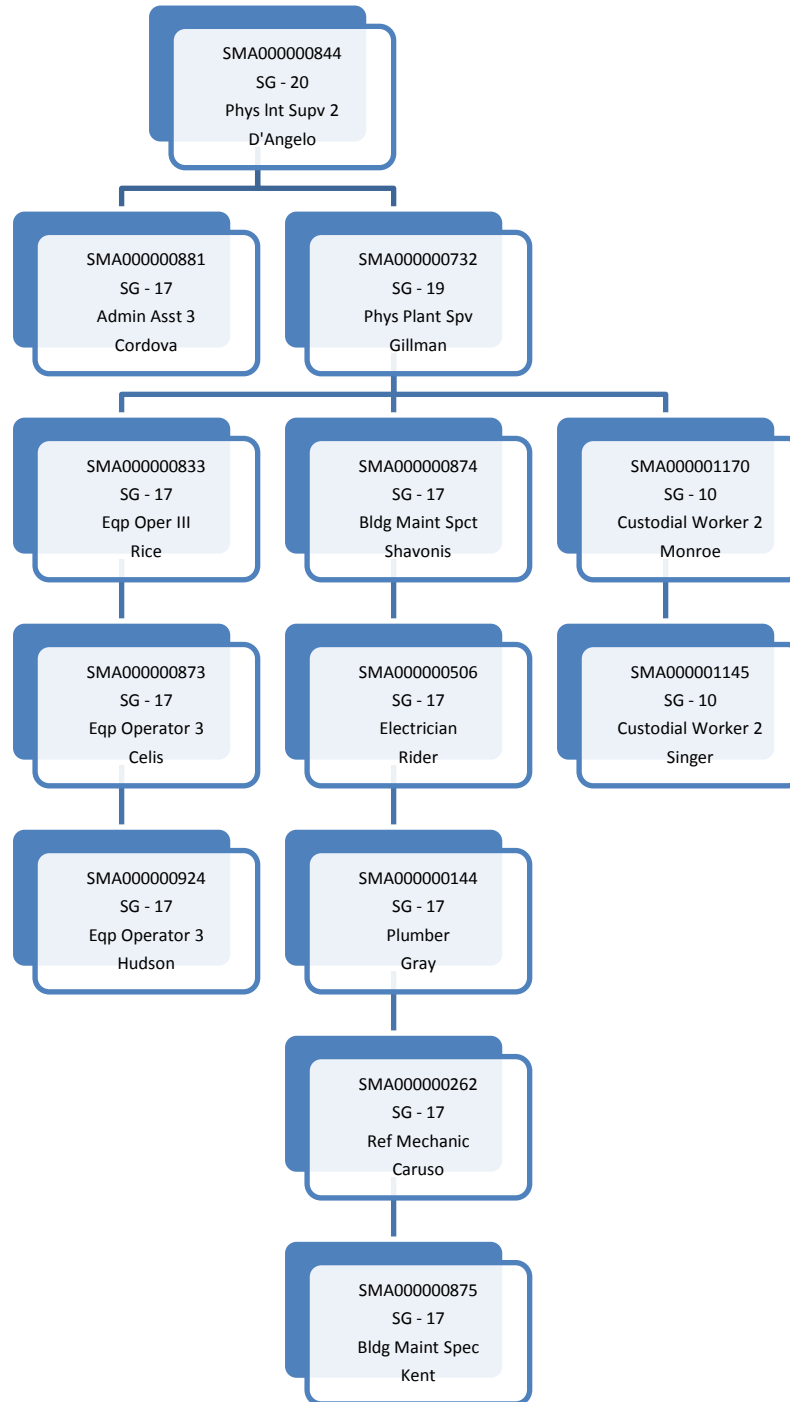 SMA000000844
SG - 20
Phys Int Supv 2
D'Angelo
SMA000000881
SG - 17
Admin Asst 3
Cordova
SMA000000732
SG - 19
Phys Plant Spv
Gillman
SMA000000833
SG - 17
Eqp Oper III
Rice
SMA000000874
SG - 17
Bldg Maint Spct
Shavonis
SMA000001170
SG - 10
Custodial Worker 2
Monroe
SMA000000873
SG - 17
Eqp Operator 3
Celis
SMA000000506
SG - 17
Electrician
Rider
SMA000001145
SG - 10
Custodial Worker 2
Singer
SMA000000924
SG - 17
Eqp Operator 3
Hudson
SMA000000144
SG - 17
Plumber
Gray
SMA000000262
SG - 17
Ref Mechanic
Caruso
SMA000000875
SG - 17
Bldg Maint Spec
Kent